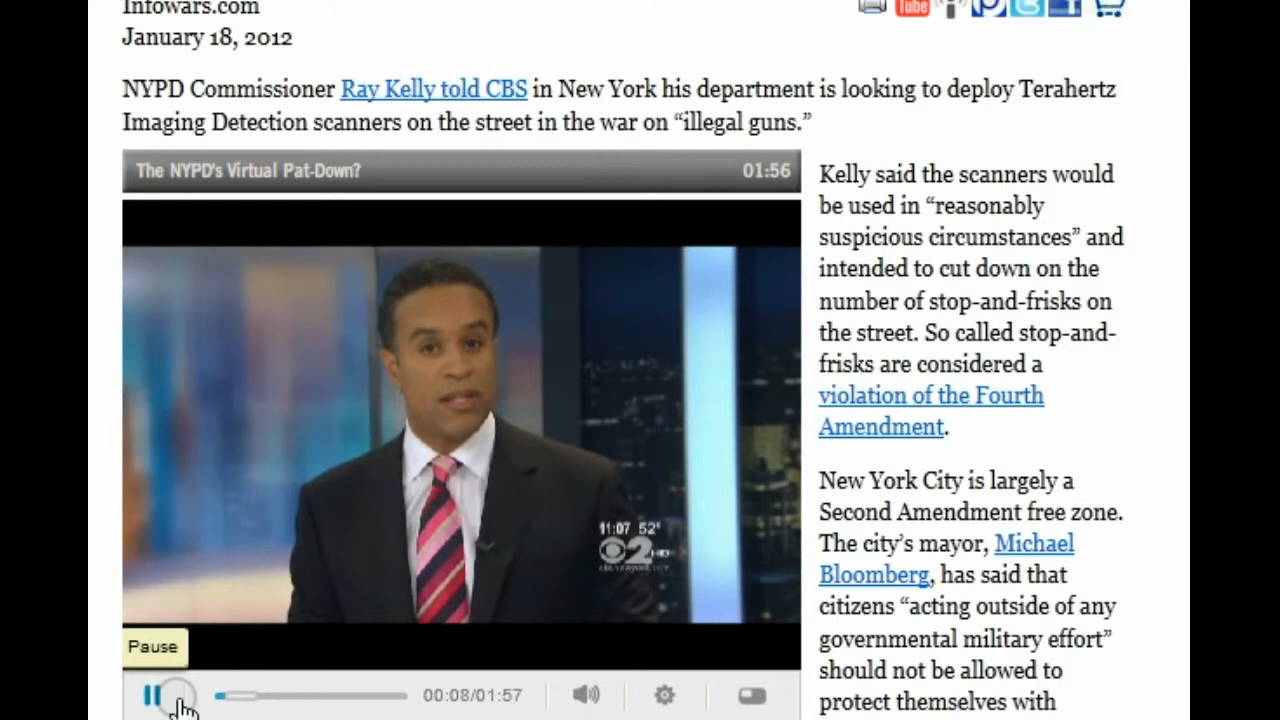 Infowars.com
January 18, 2012
Tube
NYPD Commissioner Ray Kelly told CBS in New York his department is looking to deploy Terahertz
Imaging Detection scanners on the street in the war on “illegal guns.”
The NYPD's Virtual Pat-Down?
01:56
Kelly said the scanners would
be used in “reasonably
suspicious circumstances” and
intended to cut down on the
number of stop-and-frisks on
the street. So called stop-and-
frisks are considered a
violation of the Fourth
Amendment.
New York City is largely a
Second Amendment free zone.
The city’s mayor, Michael
Bloomberg, has said that
citizens “acting outside of any
governmental military effort”
should not be allowed to
protect themselves with
11:07 52°
2 HD
Pause
00:08/01:57